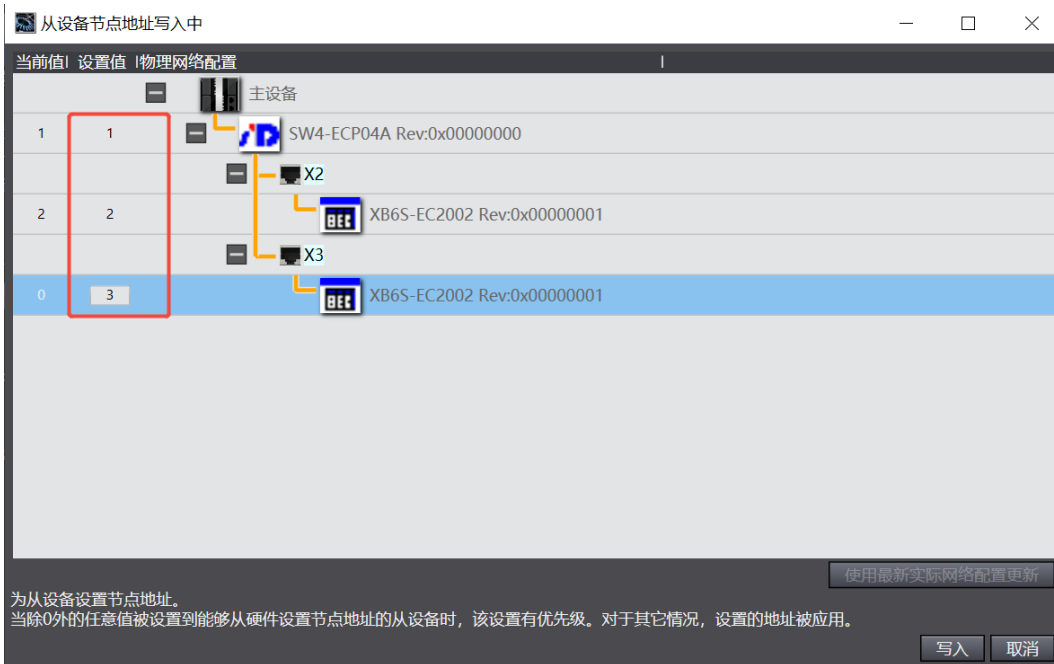 从设备节点地址写入中
当前值 设置值 物理网络配置
主设备
1 1 SW4-ECP04A Rev:0x00000000
X2
2 2 XB6S-EC2002 Rev:0x00000001
X3
0 3 XB6S-EC2002 Rev:0x00000001
使用最新实际网络配置更新
为从设备设置节点地址。
当除0外的任意值被设置到能够从硬件设置节点地址的从设备时，该设置有优先级。对于其它情况，设置的地址被应用。
写入 取消